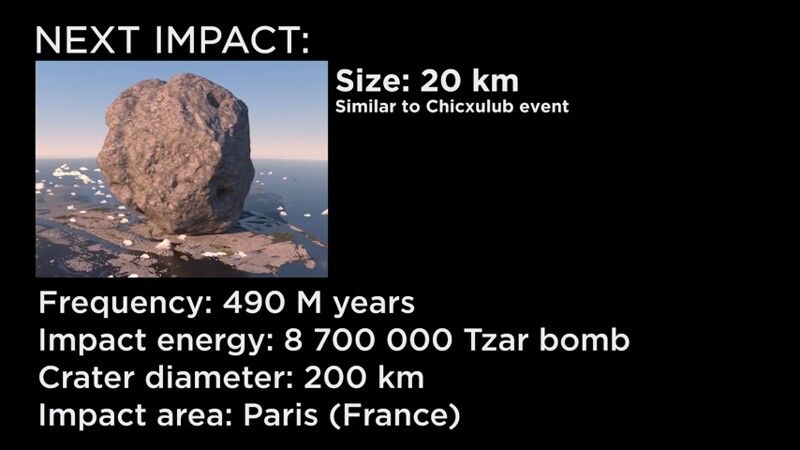 NEXT IMPACT:
Size: 20 km
Similar to Chicxulub event
Frequency: 490 M years
Impact energy: 8 700 000 Tzar bomb
Crater diameter: 200 km
Impact area: Paris (France)